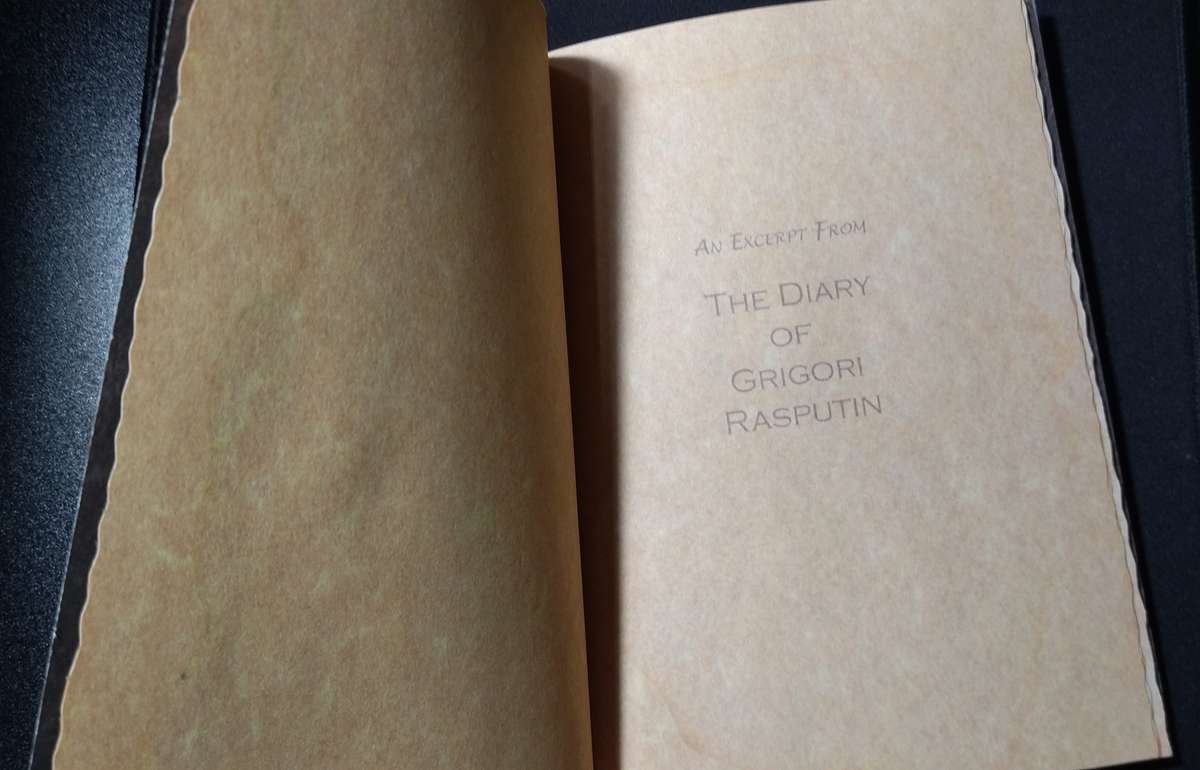 An Excerpt From
The Diary
of
Grigori
Rasputin